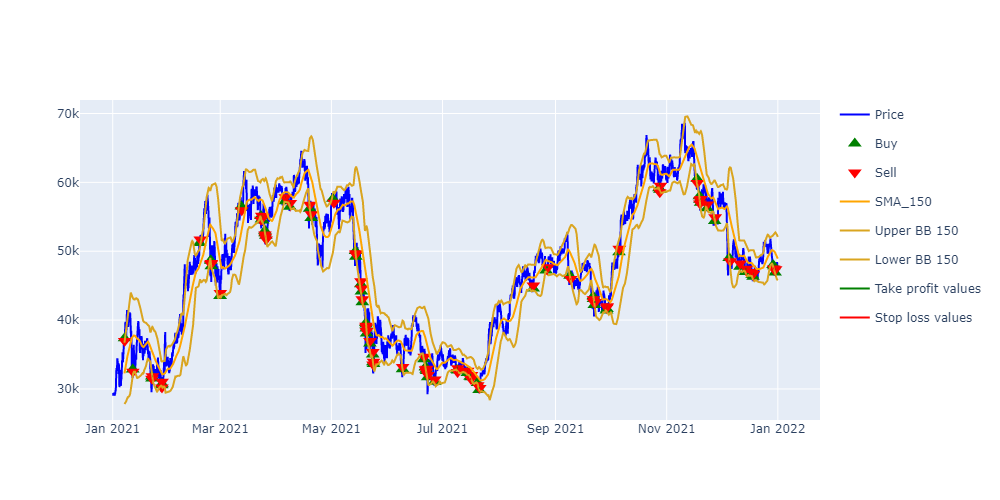 70k
60k
50k
40k
30k
Jan 2021
Mar 2021
May 2021
Jul 2021
Sep 2021
Nov 2021
Jan 2022
Price
Buy
Sell
SMA_150
Upper BB 150
Lower BB 150
Take profit values
Stop loss values